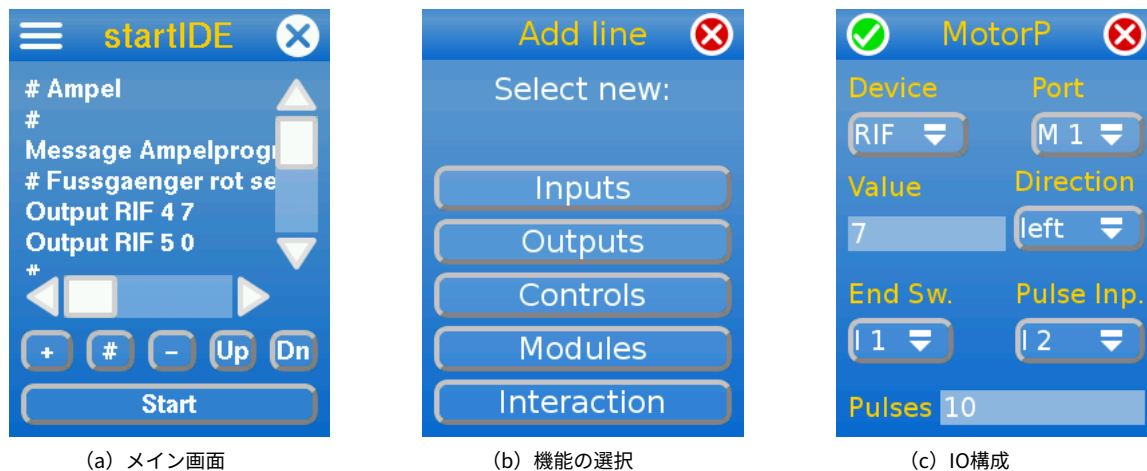 startIDE
# Ampel
#
Message Ampelprogr
# Fussgaenger rot se
Output RIF 4 7
Output RIF 5 0
#
+ # - Up Dn
Start
(a) メイン画面
Add line
Select new:
Inputs
Outputs
Controls
Modules
Interaction
(b) 機能の選択
MotorP
Device Port
RIF M 1
Value Direction
7 left
End Sw. Pulse Inp.
I 1 I 2
Pulses 10
(c) IO構成